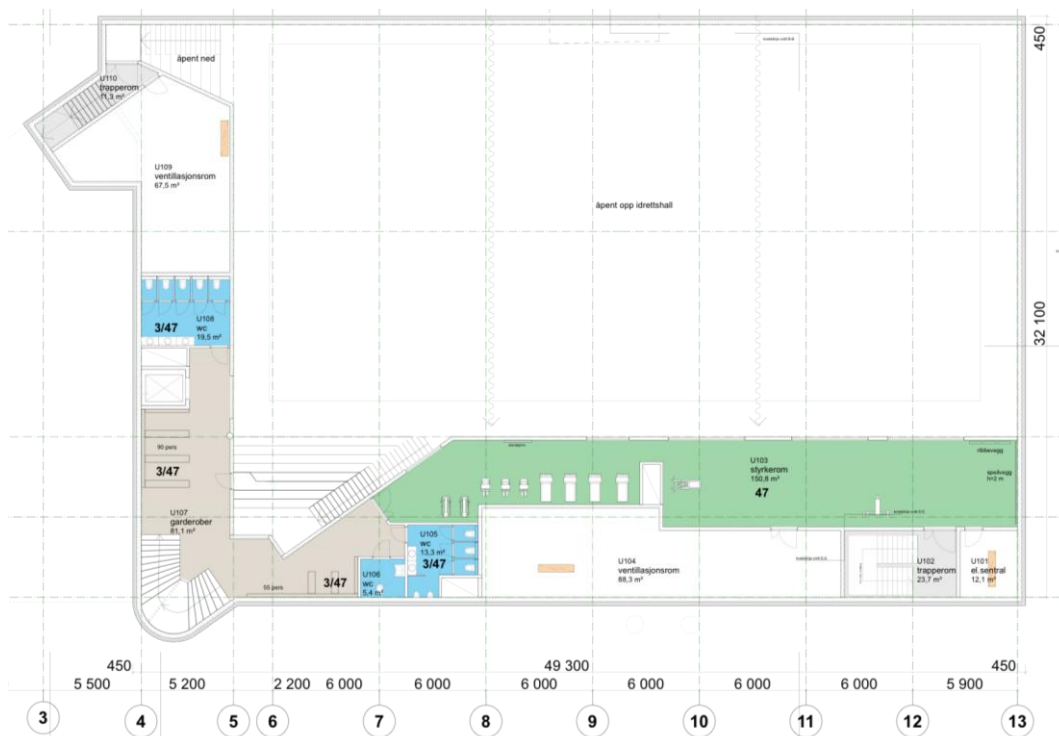 450
åpent ned
U110
trapperom
11,3 m²
U109
ventillasjonsrom
67,5 m²
åpent opp idrettshall
32 100
3/47
U108
wc
19,5 m²
90 pers
3/47
U107
garderober
81,1 m²
ribbevegg
speilvegg
h=2 m
U103
styrkerom
150,8 m²
47
U105
wc
13,3 m²
3/47
U106
wc
5,4 m²
3/47
55 pers
U104
ventillasjonsrom
88,3 m²
U102
trapperom
23,7 m²
U101
el.sentral
12,1 m²
450
49 300
450
5 500
5 200
2 200
6 000
6 000
6 000
6 000
6 000
6 000
5 900
3
4
5
6
7
8
9
10
11
12
13